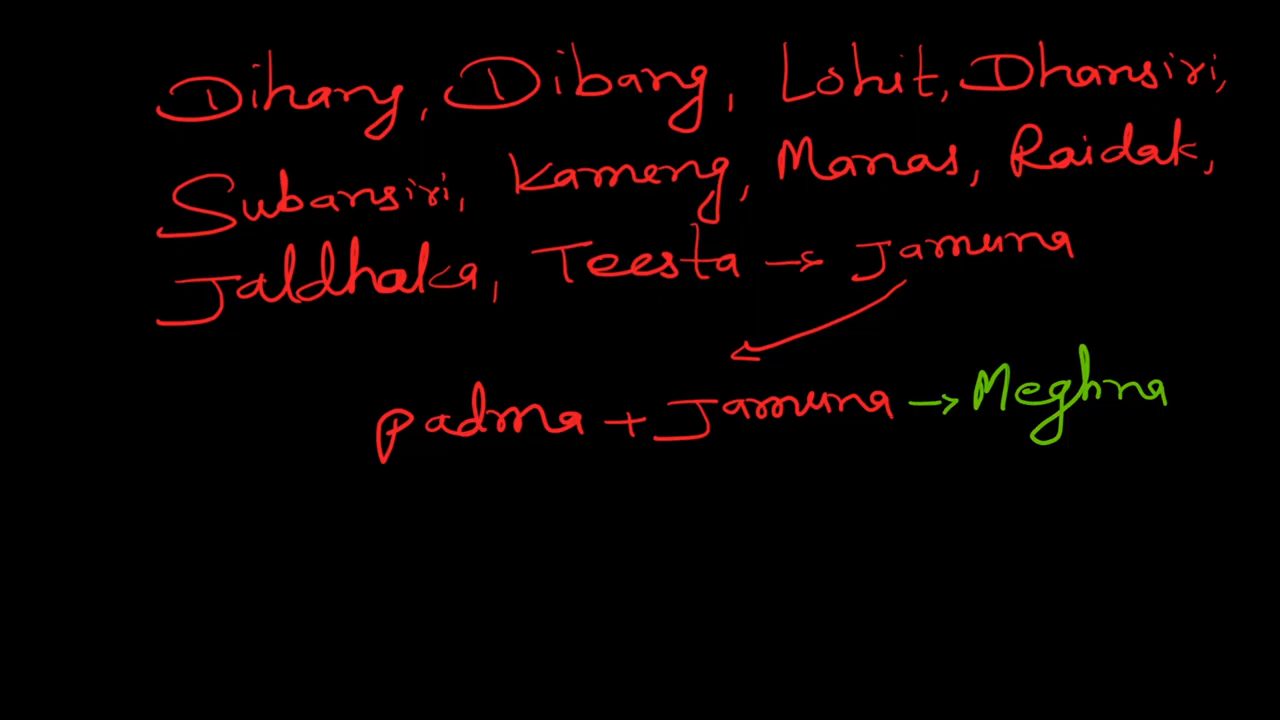 Dihang, Dibang, Lohit, Dhansiri,
Subansiri, Kameng, Manas, Raidak,
Jaldhaka, Teesta → Jamuna
Padma + Jamuna → Meghna